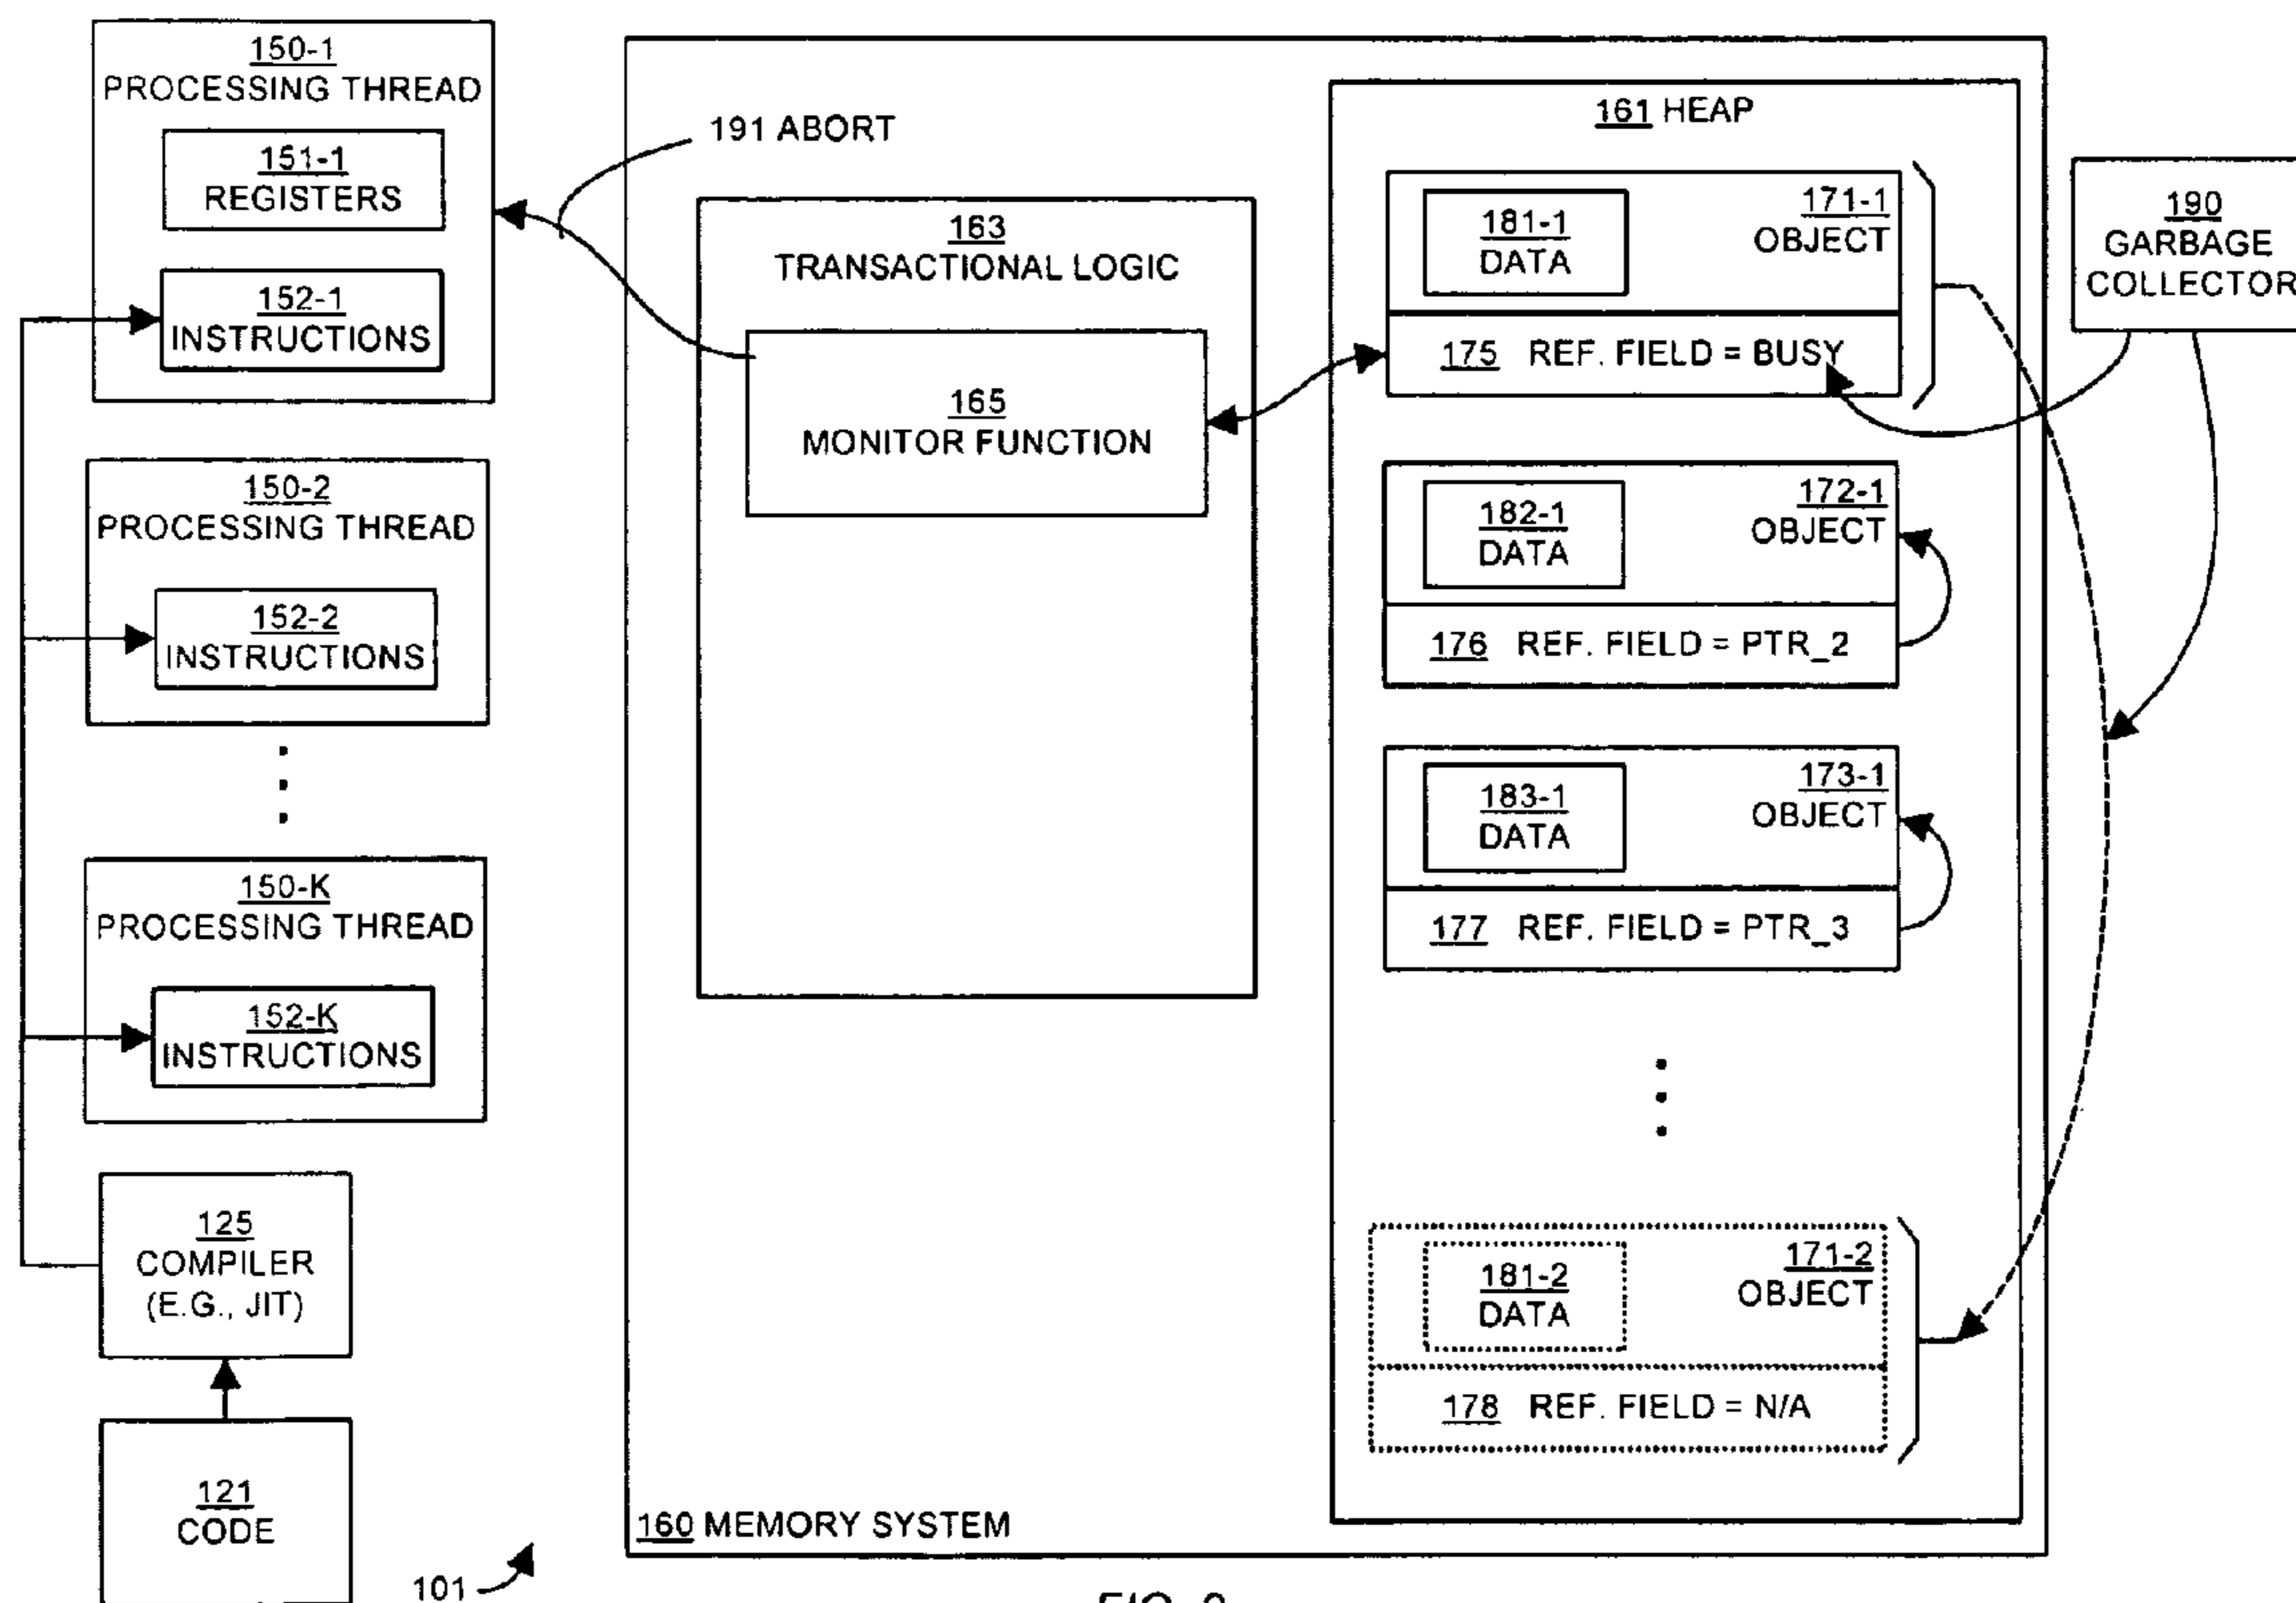 150-1
PROCESSING THREAD
151-1
REGISTERS
152-1
INSTRUCTIONS
150-2
PROCESSING THREAD
152-2
INSTRUCTIONS
150-K
PROCESSING THREAD
152-K
INSTRUCTIONS
125
COMPILER
(E.G., JIT)
121
CODE
101
191 ABORT
163
TRANSACTIONAL LOGIC
165
MONITOR FUNCTION
160 MEMORY SYSTEM
161 HEAP
181-1
DATA
171-1
OBJECT
175 REF. FIELD = BUSY
182-1
DATA
172-1
OBJECT
176 REF. FIELD = PTR_2
183-1
DATA
173-1
OBJECT
177 REF. FIELD = PTR_3
181-2
DATA
171-2
OBJECT
178 REF. FIELD = N/A
190
GARBAGE
COLLECTOR